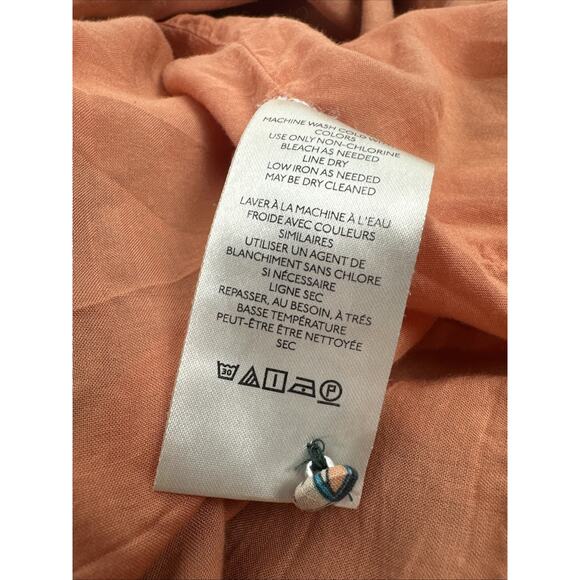 MACHINE WASH COLD
COLORS
USE ONLY NON-CHLORINE
BLEACH AS NEEDED
LINE DRY
LOW IRON AS NEEDED
MAY BE DRY CLEANED
LAVER À LA MACHINE À L'EAU
FROIDE AVEC COULEURS
SIMILAIRES
UTILISER UN AGENT DE
BLANCHIMENT SANS CHLORE
SI NÉCESSAIRE
LIGNE SEC
REPASSER, AU BESOIN, À TRÉS
BASSE TEMPÉRATURE
PEUT-ÊTRE ÊTRE NETTOYÉE
SEC
30 P